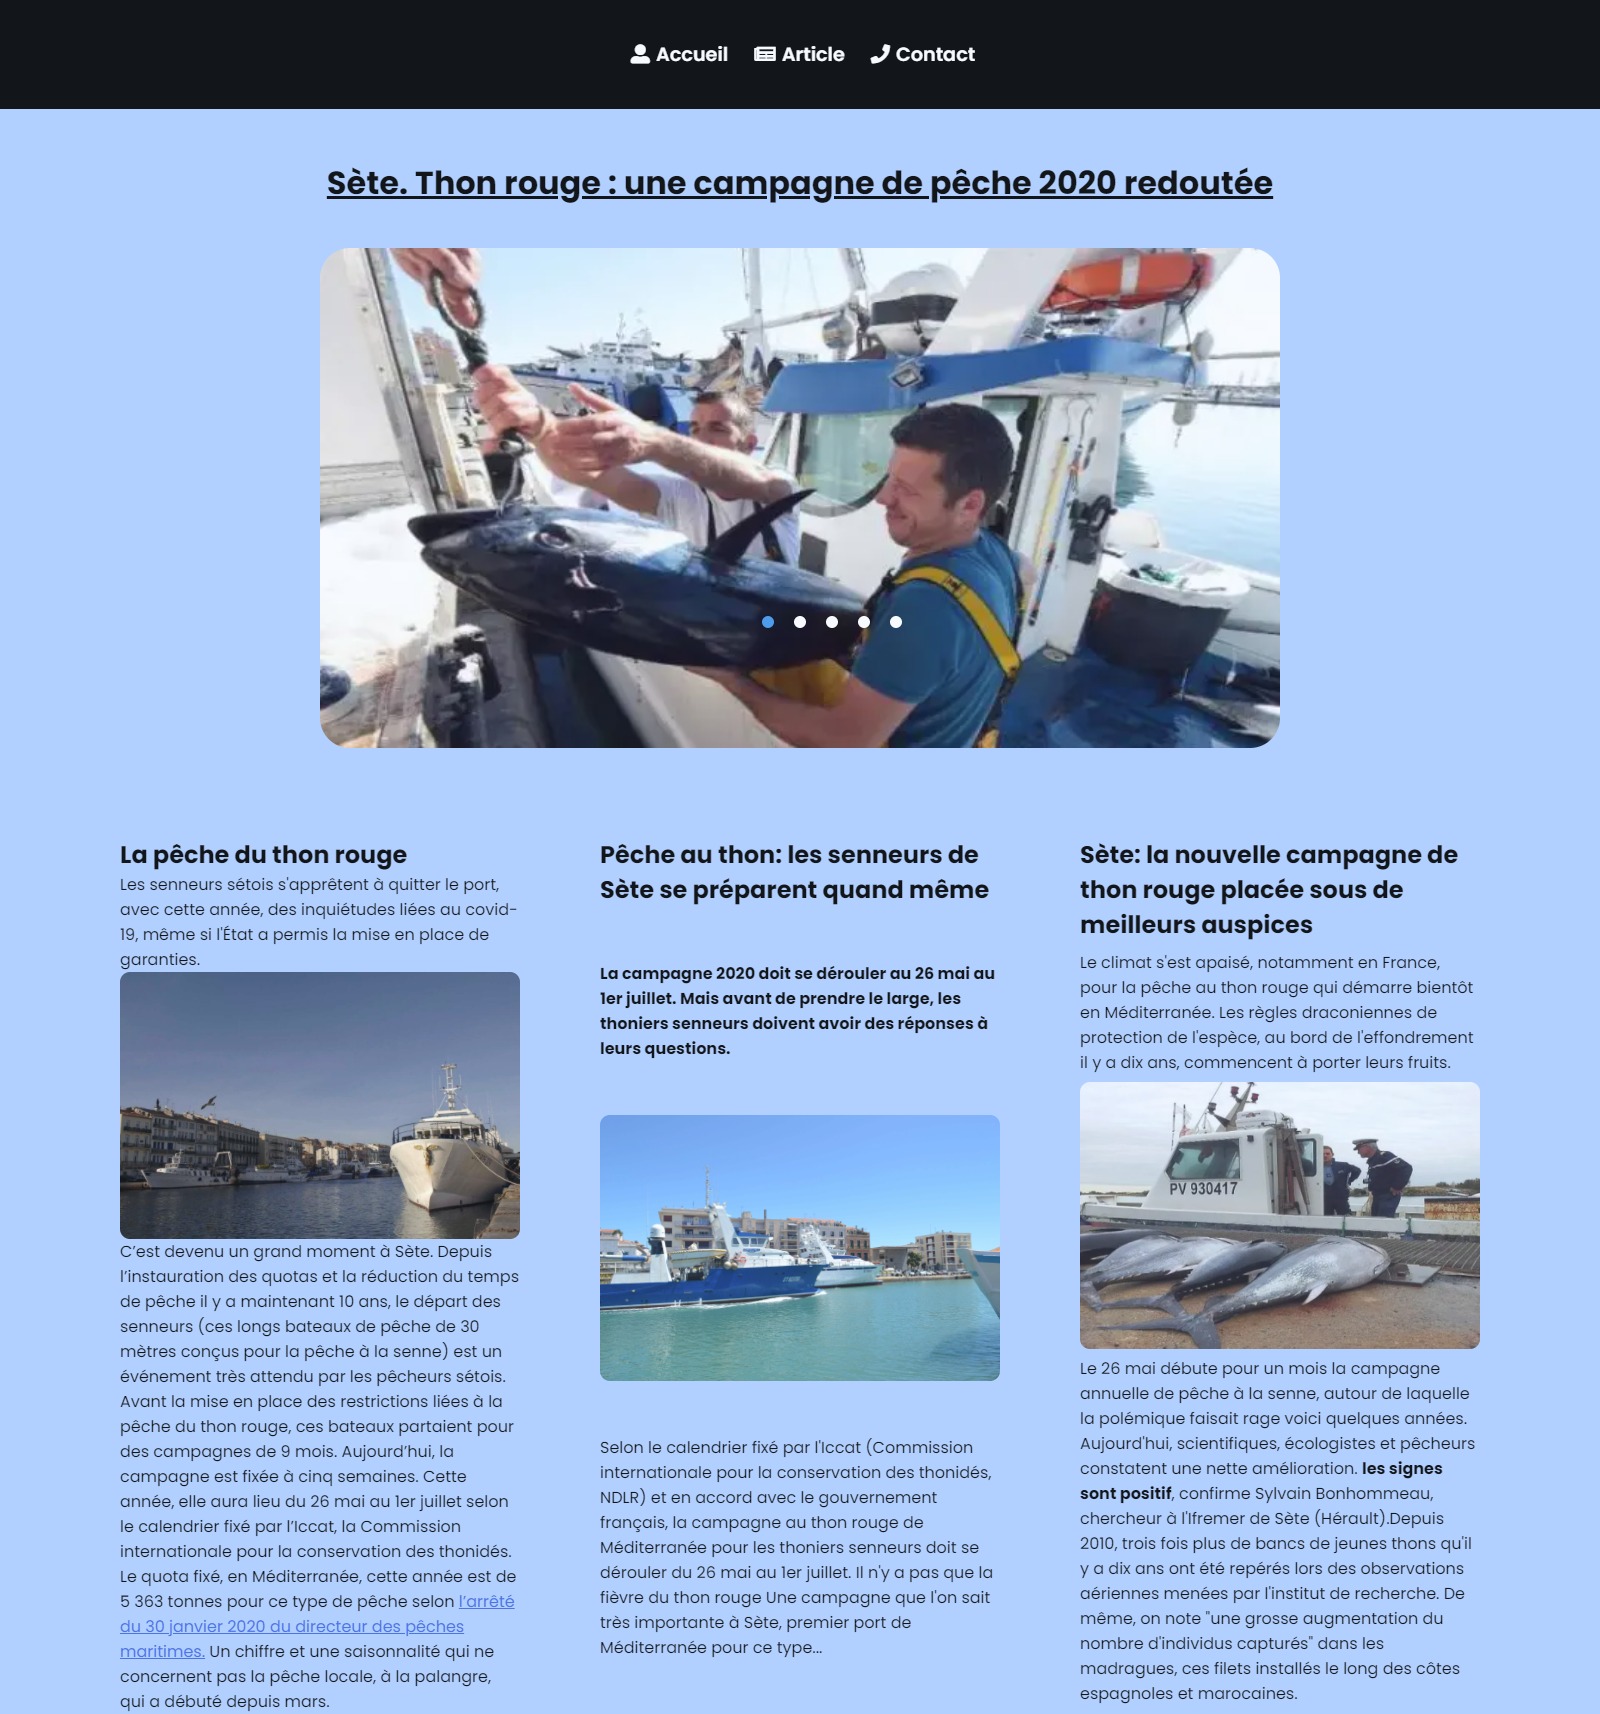 Accueil Article Contact
Sète. Thon rouge : une campagne de pêche 2020 redoutée
La pêche du thon rouge
Les senneurs sétois s'apprêtent à quitter le port,
avec cette année, des inquiétudes liées au covid-
19, même si l'État a permis la mise en place de
garanties.
C’est devenu un grand moment à Sète. Depuis
l’instauration des quotas et la réduction du temps
de pêche il y a maintenant 10 ans, le départ des
senneurs (ces longs bateaux de pêche de 30
mètres conçus pour la pêche à la senne) est un
événement très attendu par les pêcheurs sétois.
Avant la mise en place des restrictions liées à la
pêche du thon rouge, ces bateaux partaient pour
des campagnes de 9 mois. Aujourd’hui, la
campagne est fixée à cinq semaines. Cette
année, elle aura lieu du 26 mai au 1er juillet selon
le calendrier fixé par l’Iccat, la Commission
internationale pour la conservation des thonidés.
Le quota fixé, en Méditerranée, cette année est de
5 363 tonnes pour ce type de pêche selon l’arrêté
du 30 janvier 2020 du directeur des pêches
maritimes. Un chiffre et une saisonnalité qui ne
concernent pas la pêche locale, à la palangre,
qui a débuté depuis mars.
Pêche au thon: les senneurs de
Sète se préparent quand même
La campagne 2020 doit se dérouler au 26 mai au
1er juillet. Mais avant de prendre le large, les
thoniers senneurs doivent avoir des réponses à
leurs questions.
Selon le calendrier fixé par l'Iccat (Commission
internationale pour la conservation des thonidés,
NDLR) et en accord avec le gouvernement
français, la campagne au thon rouge de
Méditerranée pour les thoniers senneurs doit se
dérouler du 26 mai au 1er juillet. Il n'y a pas que la
fièvre du thon rouge Une campagne que l'on sait
très importante à Sète, premier port de
Méditerranée pour ce type...
Sète: la nouvelle campagne de
thon rouge placée sous de
meilleurs auspices
Le climat s'est apaisé, notamment en France,
pour la pêche au thon rouge qui démarre bientôt
en Méditerranée. Les règles draconiennes de
protection de l'espèce, au bord de l'effondrement
il y a dix ans, commencent à porter leurs fruits.
PV 930417
Le 26 mai débute pour un mois la campagne
annuelle de pêche à la senne, autour de laquelle
la polémique faisait rage voici quelques années.
Aujourd'hui, scientifiques, écologistes et pêcheurs
constatent une nette amélioration. les signes
sont positif, confirme Sylvain Bonhommeau,
chercheur à l'Ifremer de Sète (Hérault).Depuis
2010, trois fois plus de bancs de jeunes thons qu'il
y a dix ans ont été repérés lors des observations
aériennes menées par l'institut de recherche. De
même, on note "une grosse augmentation du
nombre d'individus capturés" dans les
madragues, ces filets installés le long des côtes
espagnoles et marocaines.